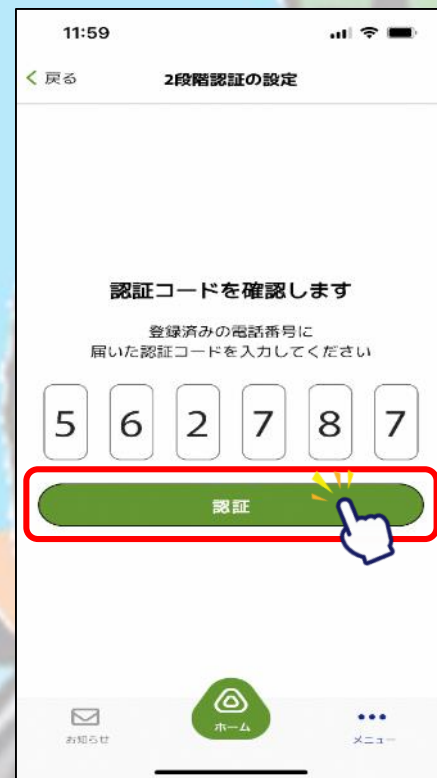 11:59
戻る
2段階認証の設定
認証コードを確認します
登録済みの電話番号に
届いた認証コードを入力してください
5 6 2 7 8 7
認証
お知らせ
ホーム
メニュー